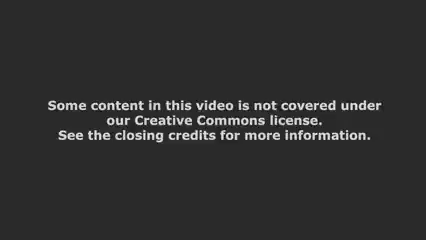 Some content in this video is not covered under
our Creative Commons license.
See the closing credits for more information.